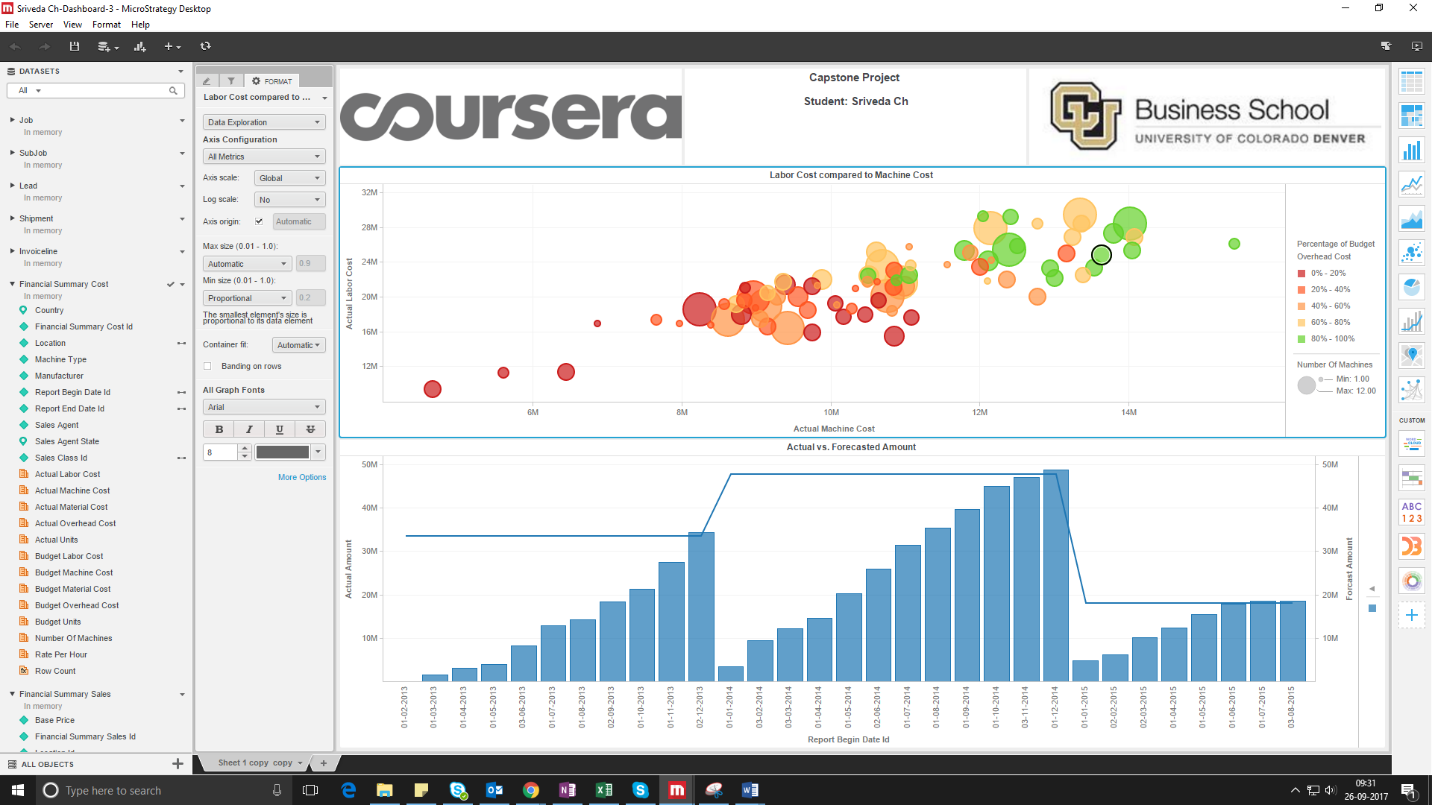 Sriveda Ch-Dashboard-3 - MicroStrategy Desktop
File Server View Format Help
DATASETS
All
Job
In memory
SubJob
In memory
Lead
In memory
Shipment
In memory
Invoiceline
In memory
Financial Summary Cost
In memory
Country
Financial Summary Cost Id
Location
Machine Type
Manufacturer
Report Begin Date Id
Report End Date Id
Sales Agent
Sales Agent State
Sales Class Id
Actual Labor Cost
Actual Machine Cost
Actual Material Cost
Actual Overhead Cost
Actual Units
Budget Labor Cost
Budget Machine Cost
Budget Material Cost
Budget Overhead Cost
Budget Units
Number Of Machines
Rate Per Hour
Row Count
Financial Summary Sales
In memory
Base Price
Financial Summary Sales Id
ALL OBJECTS
FORMAT
Labor Cost compared to ...
Data Exploration
Axis Configuration
All Metrics
Axis scale: Global
Log scale: No
Axis origin: Automatic
Max size (0.01 - 1.0):
Automatic 0.9
Min size (0.01 - 1.0):
Proportional 0.2
The smallest element's size is
proportional to its data element
Container fit: Automatic
Banding on rows
All Graph Fonts
Arial
B I U S
8
More Options
coursera
Capstone Project
Student: Sriveda Ch
CU
Business School
UNIVERSITY OF COLORADO DENVER
Labor Cost compared to Machine Cost
Actual Labor Cost
32M
28M
24M
20M
16M
12M
6M 8M 10M 12M 14M
Actual Machine Cost
Percentage of Budget
Overhead Cost
0% - 20%
20% - 40%
40% - 60%
60% - 80%
80% - 100%
Number Of Machines
Min: 1.00
Max: 12.00
Actual vs. Forecasted Amount
Actual Amount
50M
40M
30M
20M
10M
50M
40M
30M
20M
10M
Forcast Amount
01-02-2013
01-03-2013
01-04-2013
01-05-2013
03-06-2013
01-07-2013
01-08-2013
02-09-2013
01-10-2013
01-11-2013
02-12-2013
01-01-2014
03-02-2014
03-03-2014
01-04-2014
01-05-2014
02-06-2014
01-07-2014
01-08-2014
01-09-2014
01-10-2014
03-11-2014
01-12-2014
01-01-2015
02-02-2015
02-03-2015
01-04-2015
01-05-2015
01-06-2015
01-07-2015
03-08-2015
Report Begin Date Id
CUSTOM
ABC
123
Sheet 1 copy copy
Type here to search
09:31
26-09-2017
1